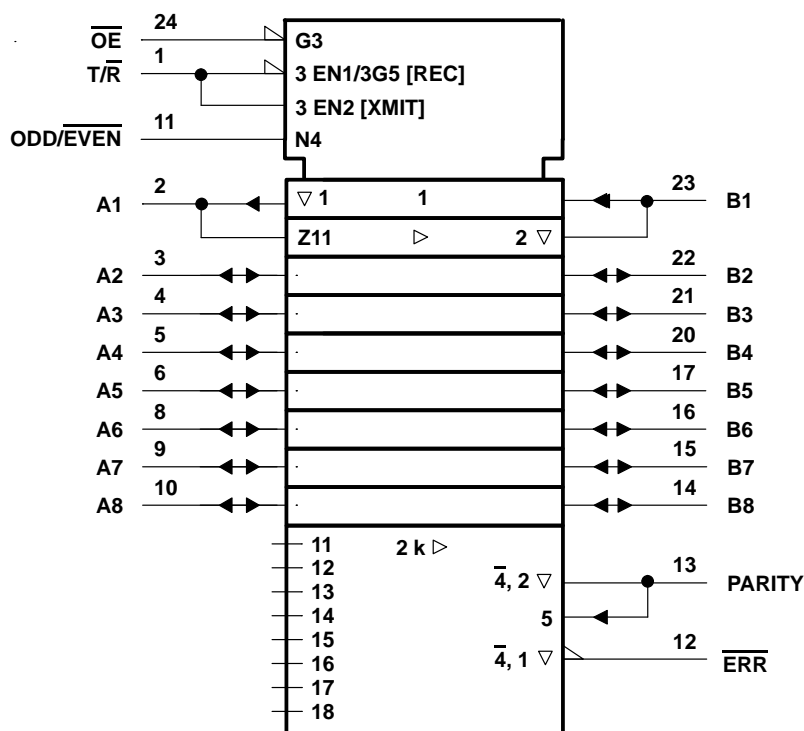 24
O̅E̅ G3
1
T/R̅ 3 EN1/3G5 [REC]
3 EN2 [XMIT]
11
ODD/E̅V̅E̅N̅ N4
2 23
A1 ▽ 1 1 B1
Z11 ▷ 2 ▽
3 22
A2 B2
4 21
A3 B3
5 20
A4 B4
6 17
A5 B5
8 16
A6 B6
9 15
A7 B7
10 14
A8 B8
11 2 k ▷
12
13
4̅, 2 ▽ 13 PARITY
14 5
15
16
4̅, 1 ▽ 12 E̅R̅R̅
17
18